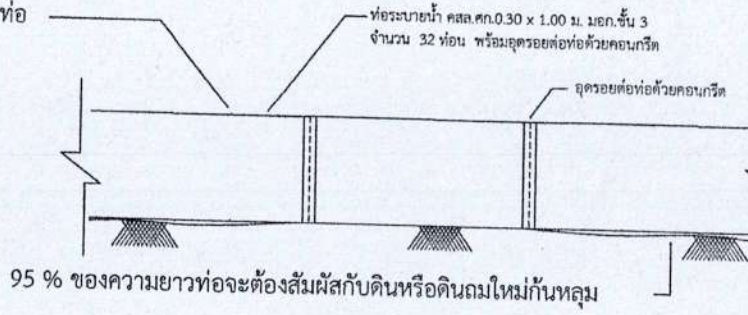 ท่อ
ท่อระบายน้ำ คสล.ศก.0.30 x 1.00 ม. มอก.ชั้น 3
จำนวน 32 ท่อน พร้อมอุดรอยต่อท่อด้วยคอนกรีต
อุดรอยต่อท่อด้วยคอนกรีต
95 % ของความยาวท่อจะต้องสัมผัสกับดินหรือดินถมใหม่ก้นหลุม